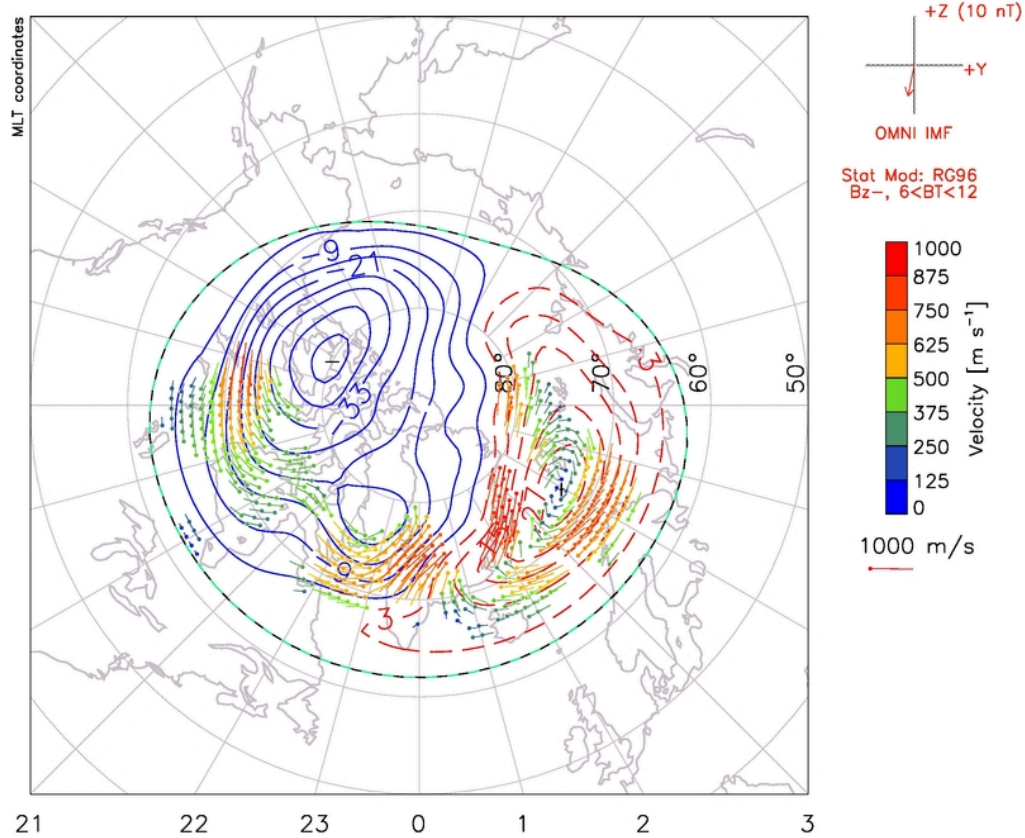 MLT coordinates
+Z (10 nT)
+Y
OMNI IMF
Stat Mod: RG96
Bz-, 6<BT<12
-9
-21
-33
-9
3
80°
70°
60°
50°
3
1000
875
750
625
500
375
250
125
0
Velocity [m s⁻¹]
1000 m/s
21 22 23 0 1 2 3